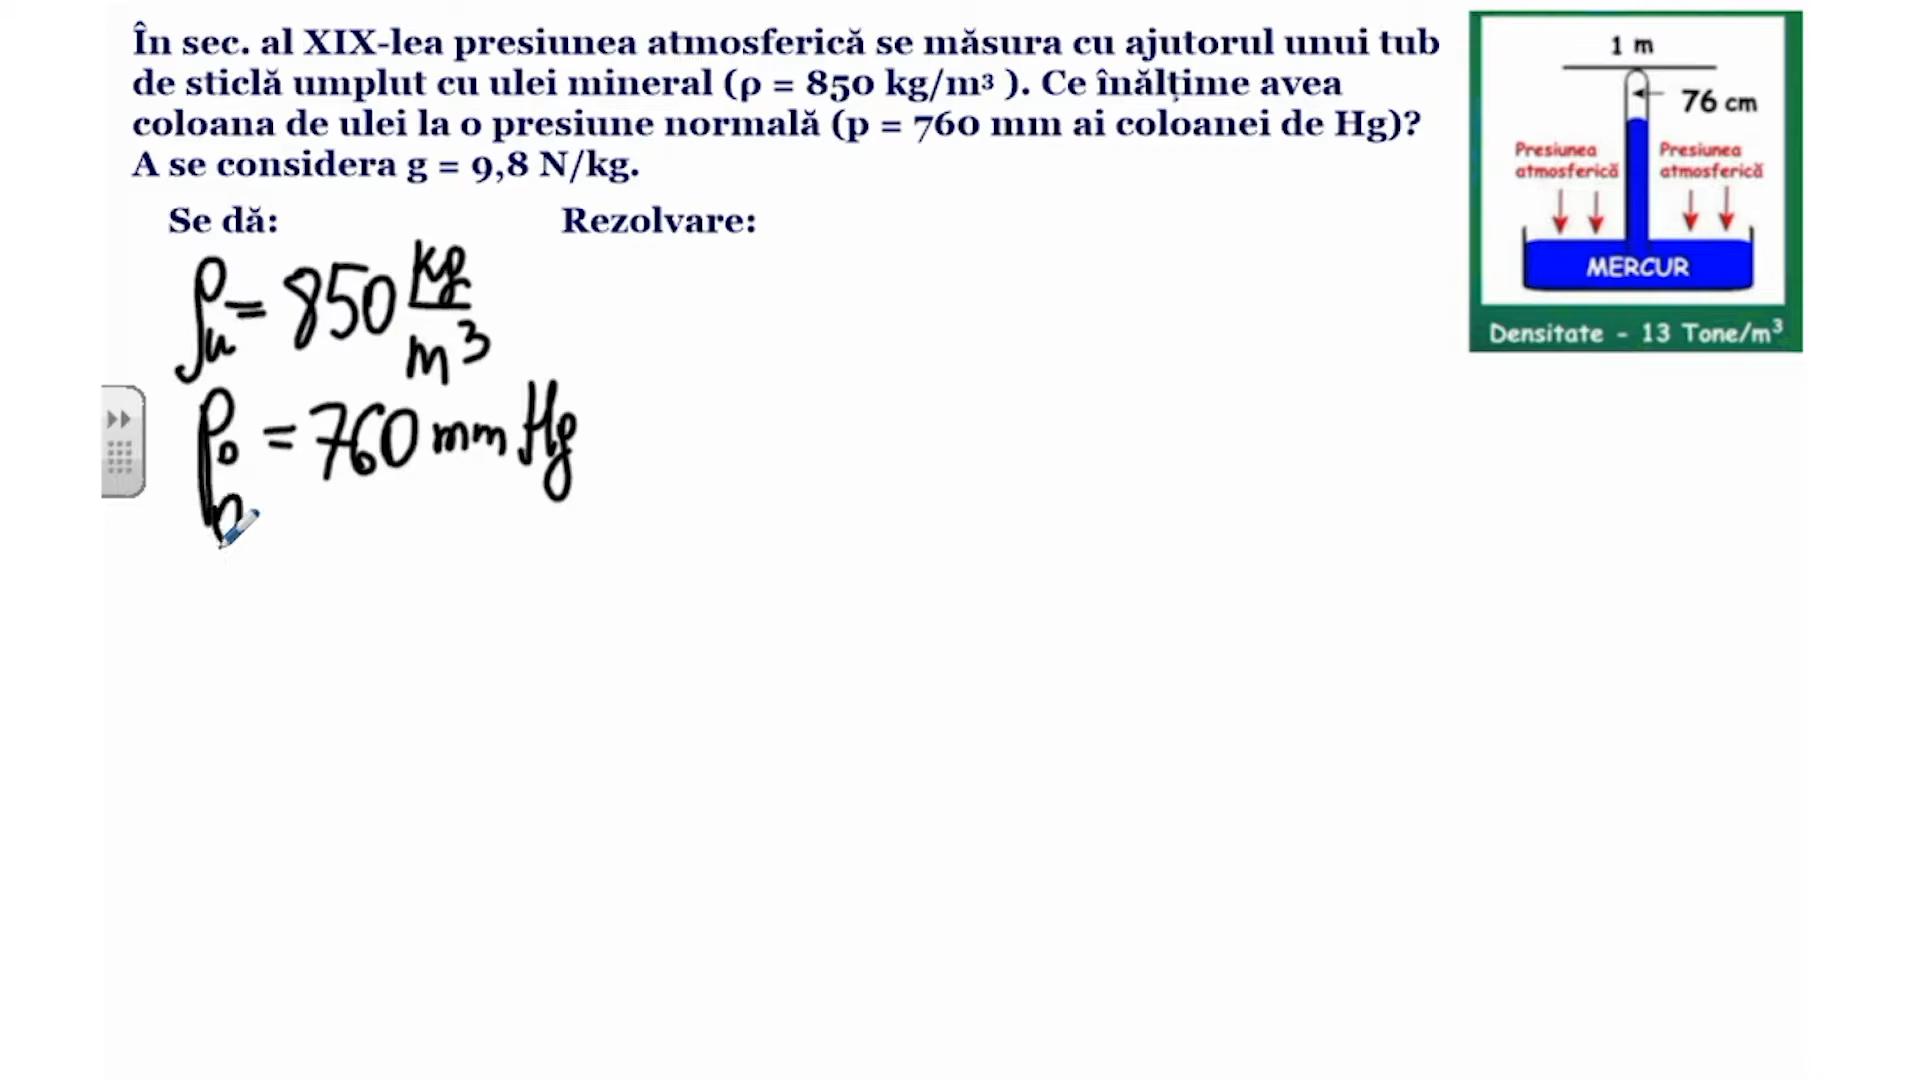 În sec. al XIX-lea presiunea atmosferică se măsura cu ajutorul unui tub
de sticlă umplut cu ulei mineral (ρ = 850 kg/m³ ). Ce înălțime avea
coloana de ulei la o presiune normală (p = 760 mm ai coloanei de Hg)?
A se considera g = 9,8 N/kg.
Se dă:
ρu = 850 kg/m³
p₀ = 760 mm Hg
Rezolvare:
1 m
76 cm
Presiunea atmosferică
Presiunea atmosferică
MERCUR
Densitate - 13 Tone/m³